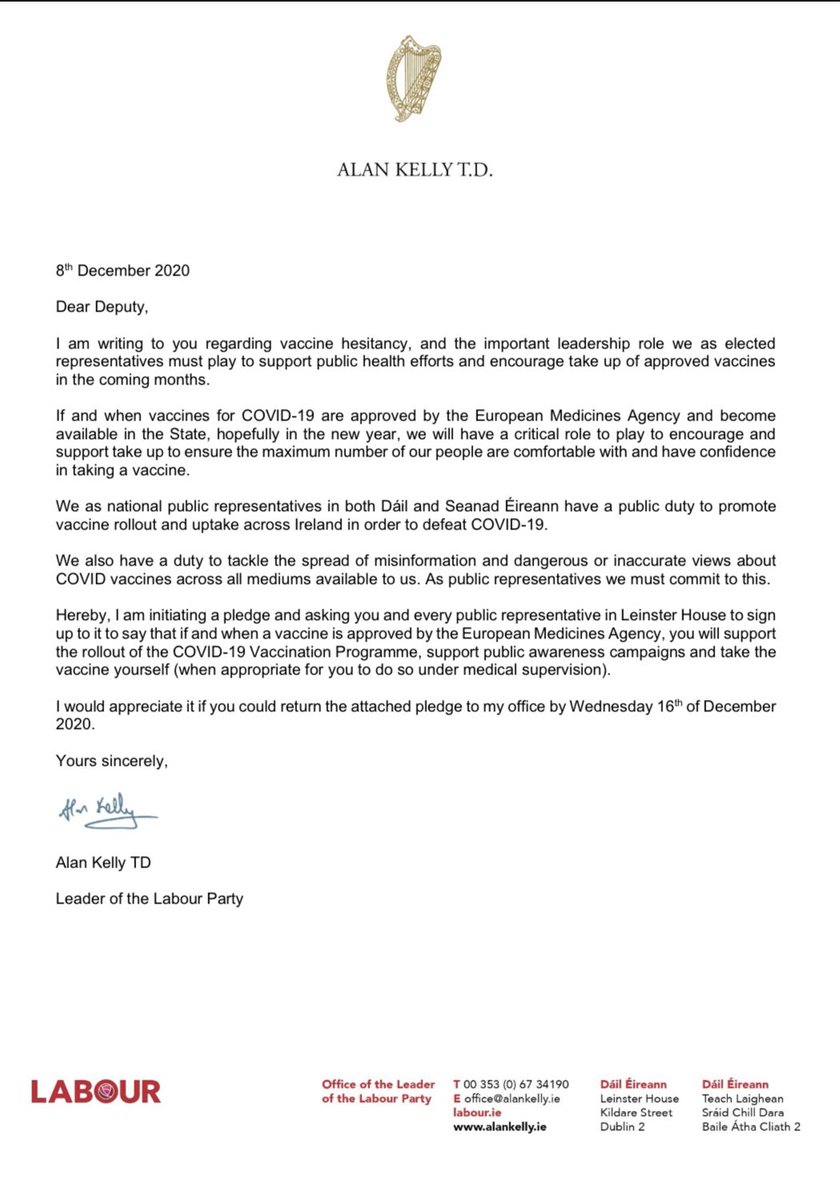 ALAN KELLY T.D.
8th December 2020
Dear Deputy,
I am writing to you regarding vaccine hesitancy, and the important leadership role we as elected
representatives must play to support public health efforts and encourage take up of approved vaccines
in the coming months.
If and when vaccines for COVID-19 are approved by the European Medicines Agency and become
available in the State, hopefully in the new year, we will have a critical role to play to encourage and
support take up to ensure the maximum number of our people are comfortable with and have confidence
in taking a vaccine.
We as national public representatives in both Dáil and Seanad Éireann have a public duty to promote
vaccine rollout and uptake across Ireland in order to defeat COVID-19.
We also have a duty to tackle the spread of misinformation and dangerous or inaccurate views about
COVID vaccines across all mediums available to us. As public representatives we must commit to this.
Hereby, I am initiating a pledge and asking you and every public representative in Leinster House to sign
up to it to say that if and when a vaccine is approved by the European Medicines Agency, you will support
the rollout of the COVID-19 Vaccination Programme, support public awareness campaigns and take the
vaccine yourself (when appropriate for you to do so under medical supervision).
I would appreciate it if you could return the attached pledge to my office by Wednesday 16th of December
2020.
Yours sincerely,
Alan Kelly
Alan Kelly TD
Leader of the Labour Party
LABOUR
Office of the Leader
of the Labour Party
T 00 353 (0) 67 34190
E office@alankelly.ie
labour.ie
www.alankelly.ie
Dáil Éireann
Leinster House
Kildare Street
Dublin 2
Dáil Éireann
Teach Laighean
Sráid Chill Dara
Baile Átha Cliath 2